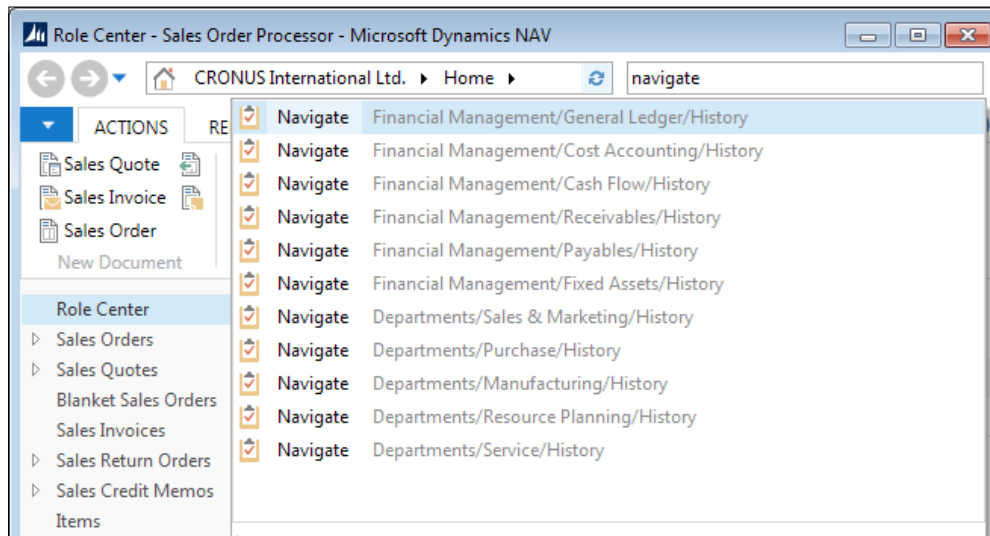 Role Center - Sales Order Processor - Microsoft Dynamics NAV
CRONUS International Ltd. Home navigate
ACTIONS RE
Sales Quote
Sales Invoice
Sales Order
New Document
Navigate Financial Management/General Ledger/History
Navigate Financial Management/Cost Accounting/History
Navigate Financial Management/Cash Flow/History
Navigate Financial Management/Receivables/History
Navigate Financial Management/Payables/History
Navigate Financial Management/Fixed Assets/History
Navigate Departments/Sales & Marketing/History
Navigate Departments/Purchase/History
Navigate Departments/Manufacturing/History
Navigate Departments/Resource Planning/History
Navigate Departments/Service/History
Role Center
Sales Orders
Sales Quotes
Blanket Sales Orders
Sales Invoices
Sales Return Orders
Sales Credit Memos
Items